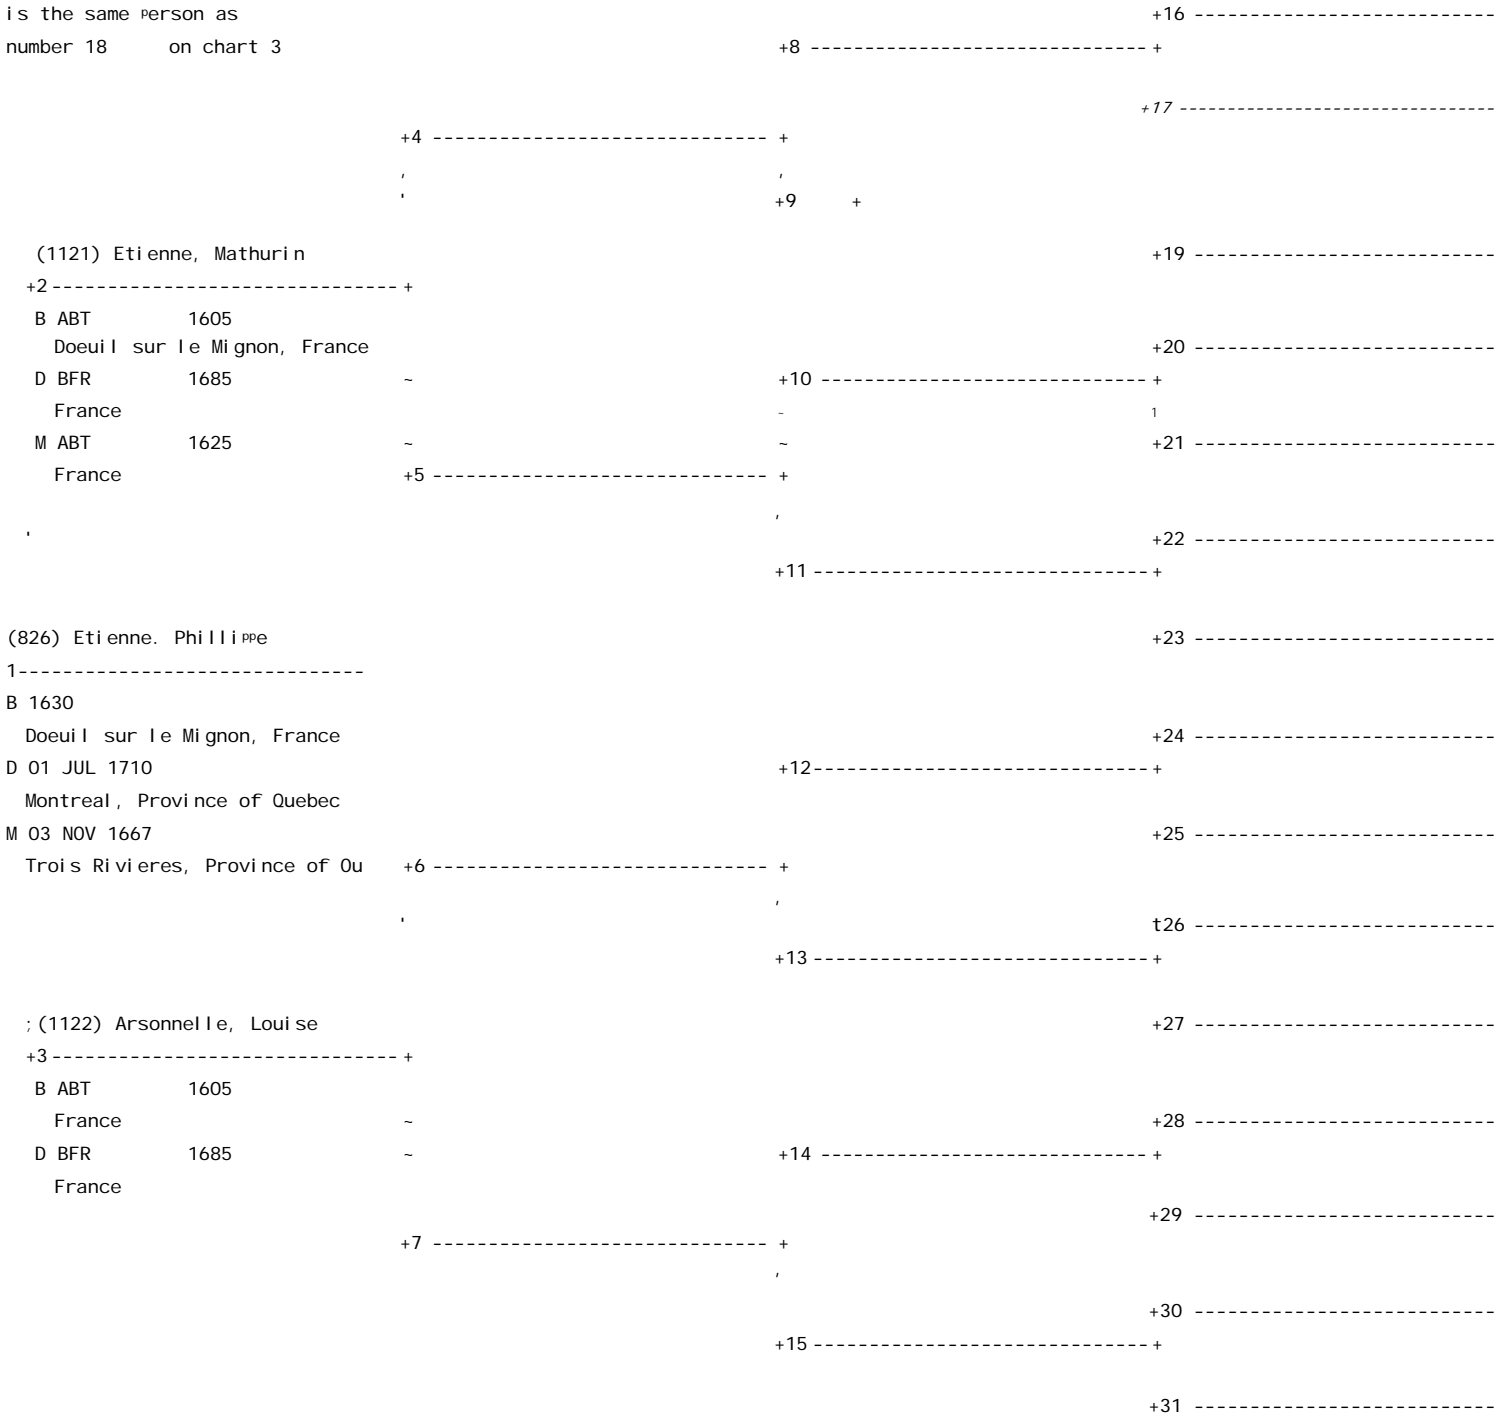 is the same person as +16 ---------------------------
number 18 on chart 3 +8 ------------------------------ +
+17 ---------------------------------
+4 ------------------------------ +
, ,
' +9 +
(1121) Etienne, Mathurin +19 ---------------------------
+2 ------------------------------- +
B ABT 1605
Doeuil sur le Mignon, France +20 ---------------------------
D BFR 1685 ~ +10 ------------------------------ +
France ~ 1
M ABT 1625 ~ ~ +21 ---------------------------
France +5 ------------------------------ +
,
' +22 ---------------------------
+11 ------------------------------ +
(826) Etienne. Phillippe +23 ---------------------------
1-------------------------------
B 1630
Doeuil sur le Mignon, France +24 ---------------------------
D 01 JUL 1710 +12------------------------------ +
Montreal, Province of Quebec
M 03 NOV 1667 +25 ---------------------------
Trois Rivieres, Province of Ou +6 ------------------------------ +
,
' t26 ---------------------------
+13 ------------------------------ +
;(1122) Arsonnelle, Louise +27 ---------------------------
+3 ------------------------------- +
B ABT 1605
France ~ +28 ---------------------------
D BFR 1685 ~ +14 ------------------------------ +
France
+29 ---------------------------
+7 ------------------------------ +
,
+30 ---------------------------
+15 ------------------------------ +
+31 ---------------------------